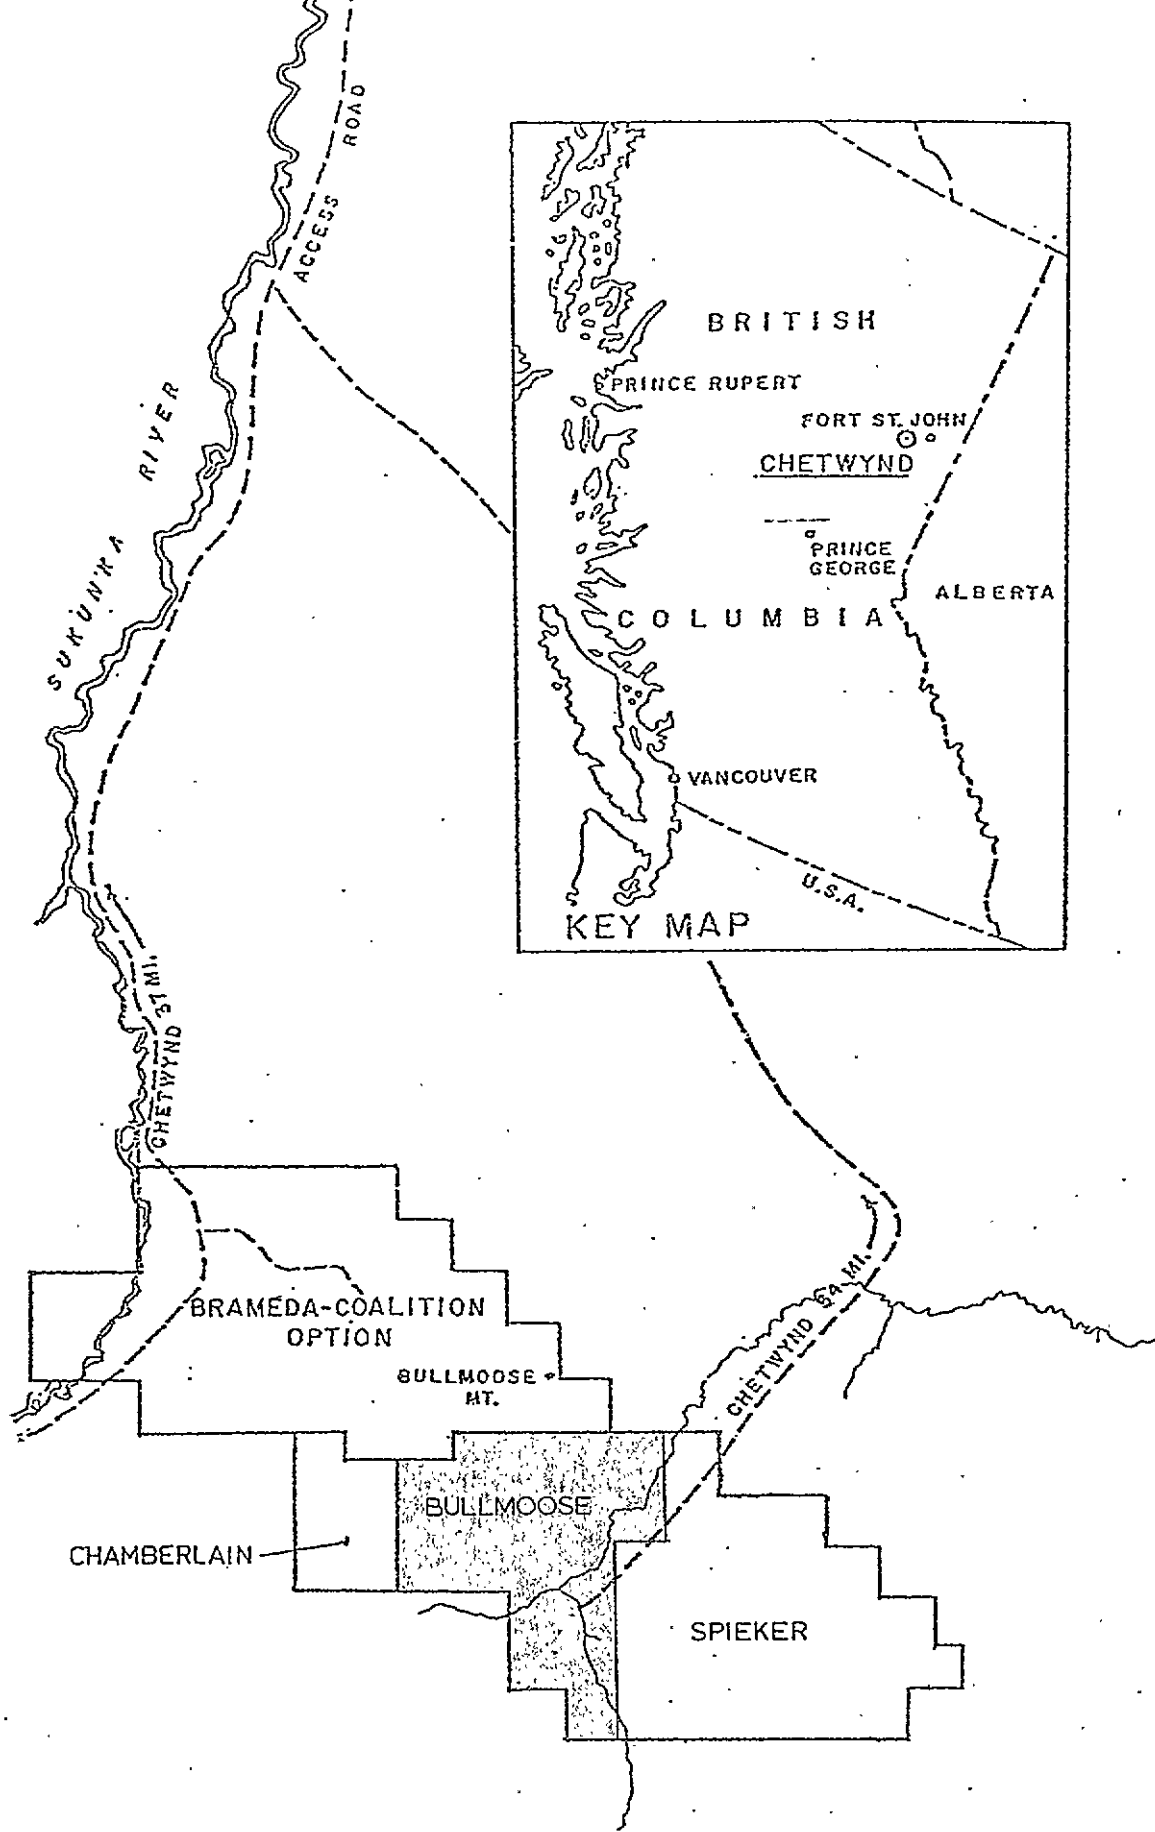 ACCESS ROAD
SUKUNKA RIVER
BRITISH
PRINCE RUPERT
FORT ST. JOHN
CHETWYND
PRINCE
GEORGE
ALBERTA
COLUMBIA
VANCOUVER
U.S.A.
KEY MAP
CHETWYND 37 MI.
CHETWYND 54 MI.
BRAMEDA-COALITION
OPTION
BULLMOOSE
MT.
BULLMOOSE
CHAMBERLAIN
SPIEKER